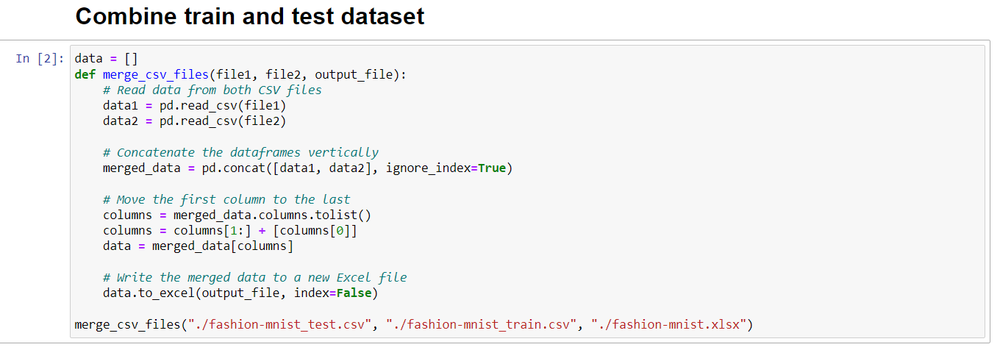 Combine train and test dataset
In [2]: data = []
def merge_csv_files(file1, file2, output_file):
    # Read data from both CSV files
    data1 = pd.read_csv(file1)
    data2 = pd.read_csv(file2)
    # Concatenate the dataframes vertically
    merged_data = pd.concat([data1, data2], ignore_index=True)
    # Move the first column to the last
    columns = merged_data.columns.tolist()
    columns = columns[1:] + [columns[0]]
    data = merged_data[columns]
    # Write the merged data to a new Excel file
    data.to_excel(output_file, index=False)
merge_csv_files("./fashion-mnist_test.csv", "./fashion-mnist_train.csv", "./fashion-mnist.xlsx")